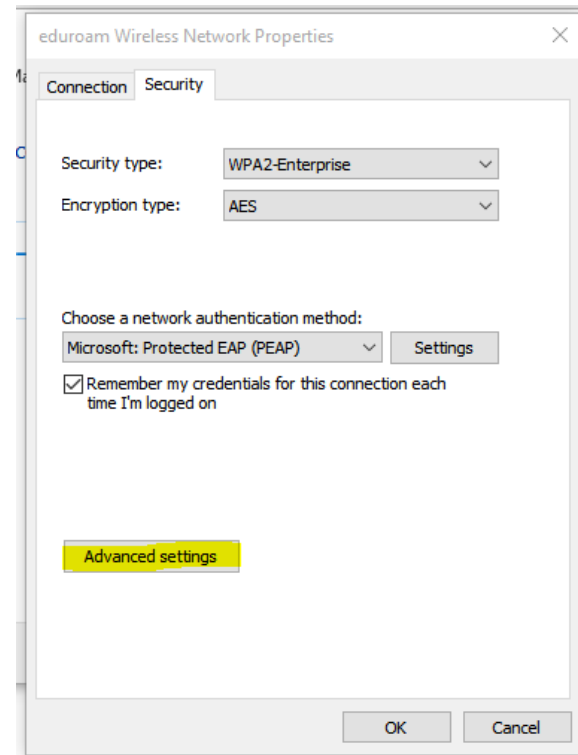 eduroam Wireless Network Properties
Connection Security
Security type: WPA2-Enterprise
Encryption type: AES
Choose a network authentication method:
Microsoft: Protected EAP (PEAP) Settings
Remember my credentials for this connection each
time I'm logged on
Advanced settings
OK Cancel